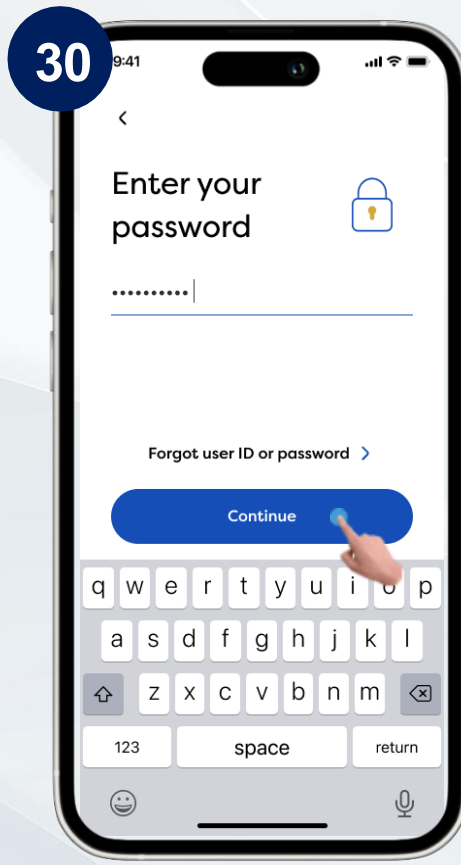 30
9:41
Enter your
password
Forgot user ID or password
Continue
q w e r t y u i o p
a s d f g h j k l
z x c v b n m
123 space return